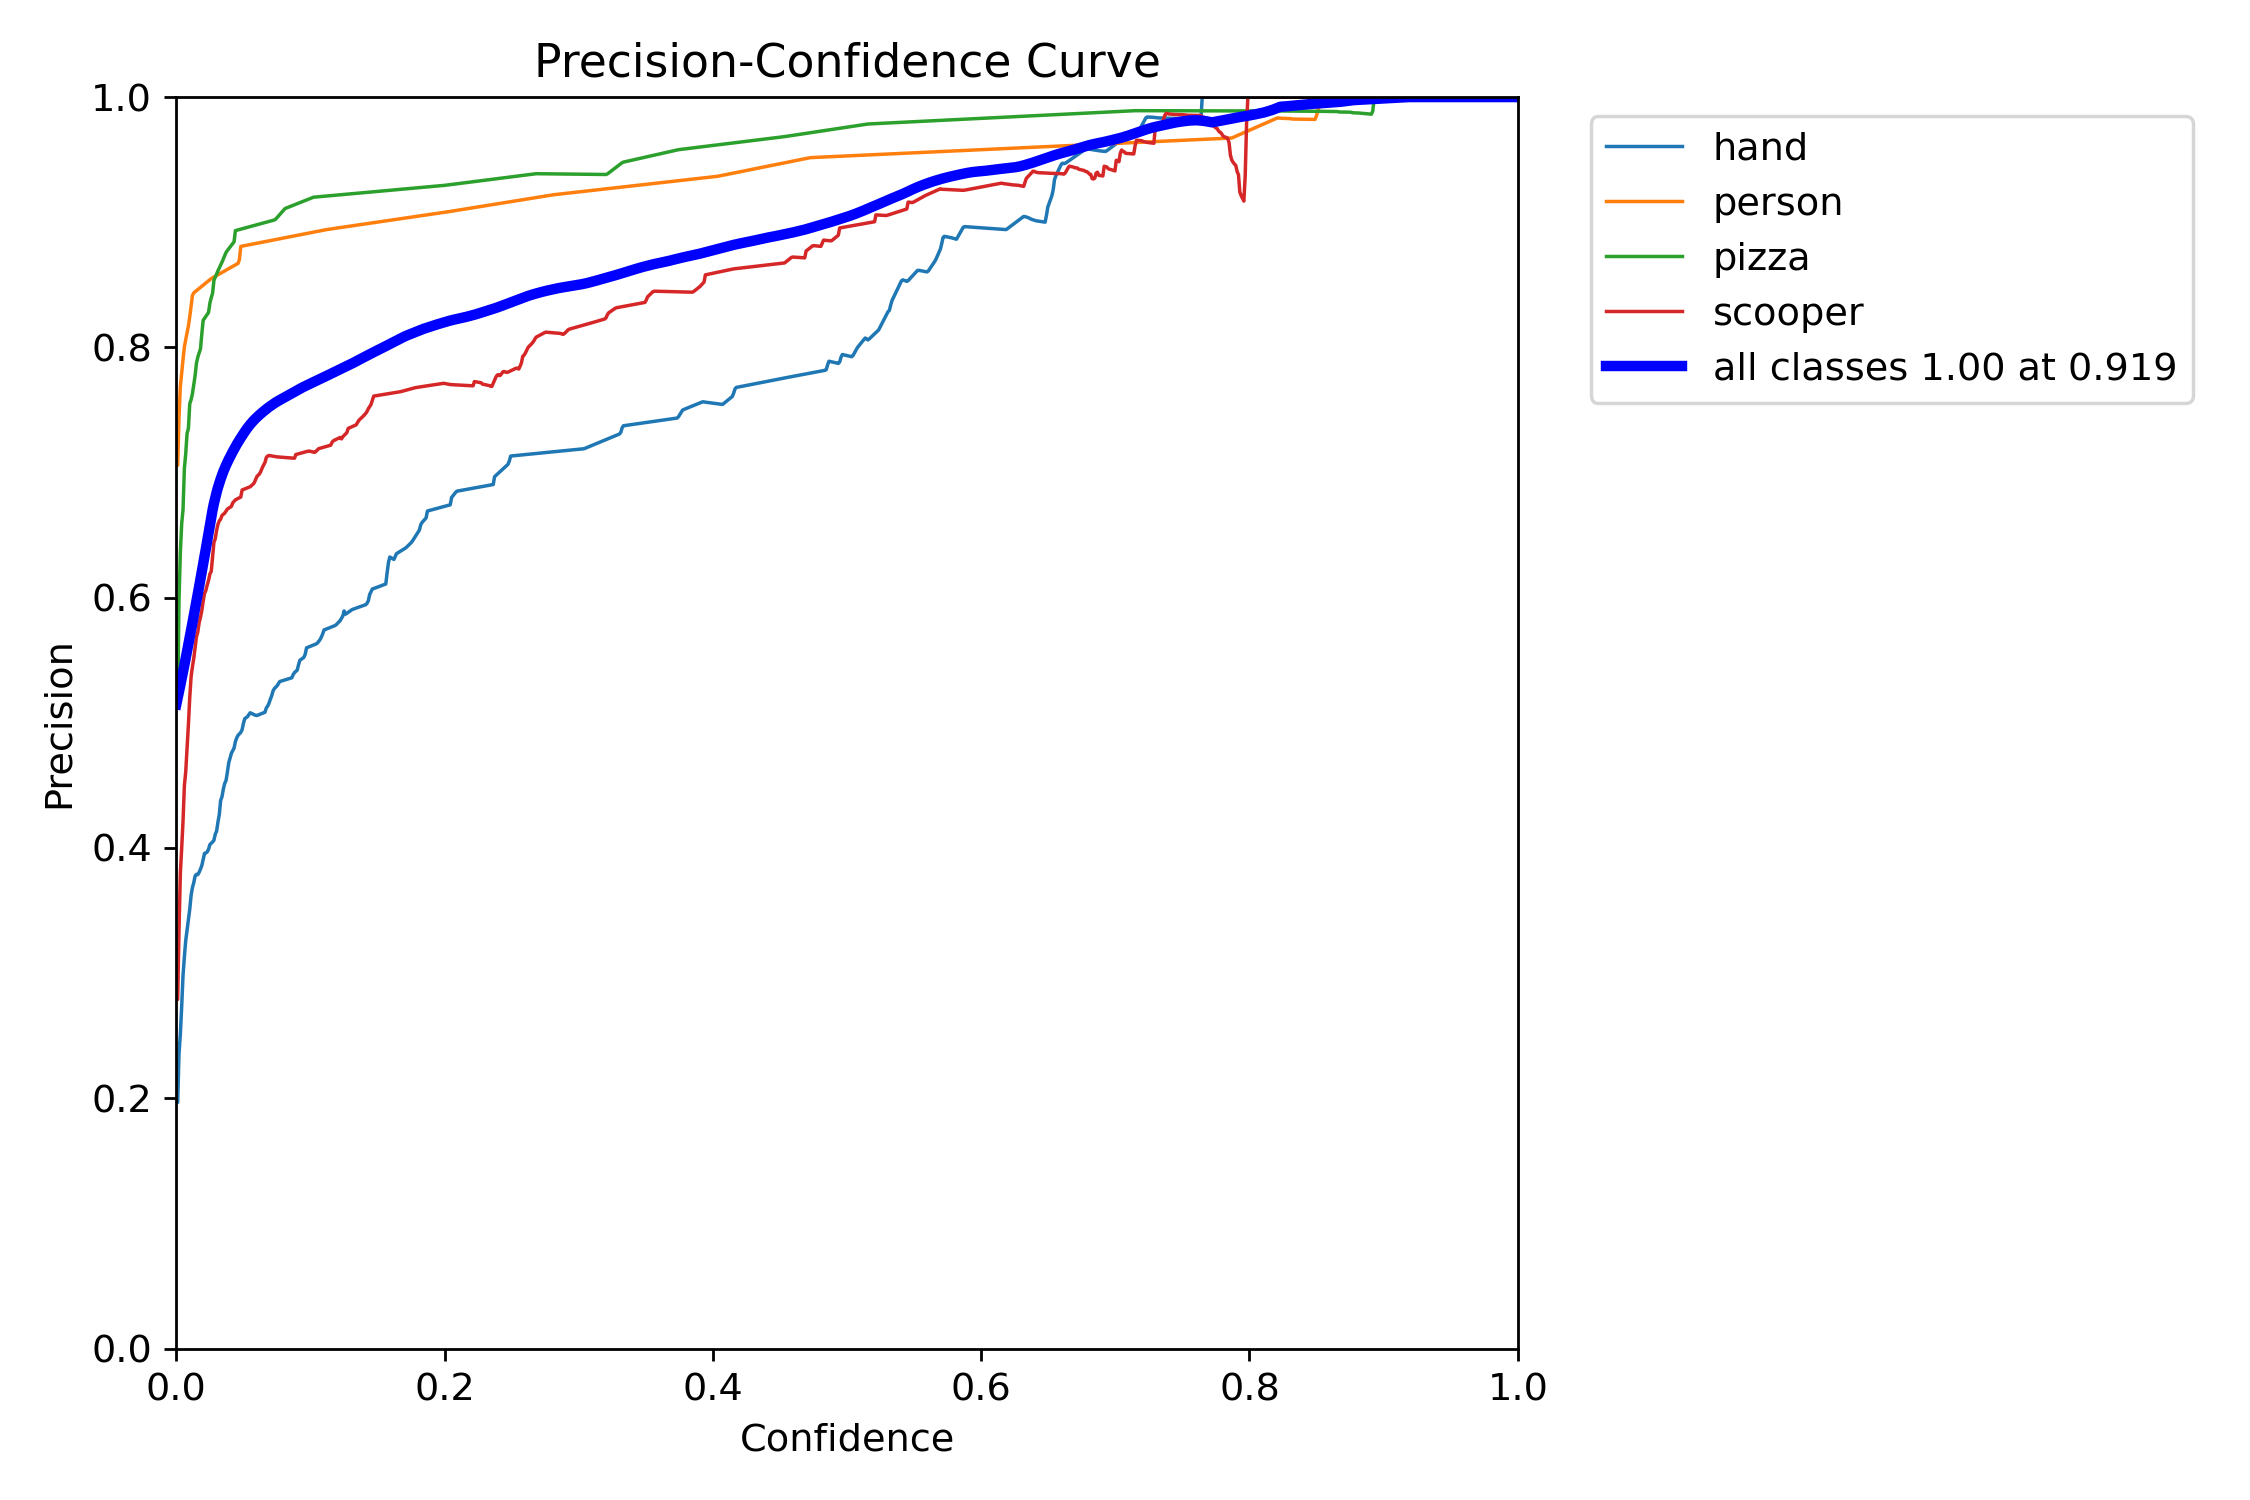 Precision-Confidence Curve
1.0
0.8
0.6
0.4
0.2
0.0
Precision
0.0 0.2 0.4 0.6 0.8 1.0
Confidence
hand
person
pizza
scooper
all classes 1.00 at 0.919